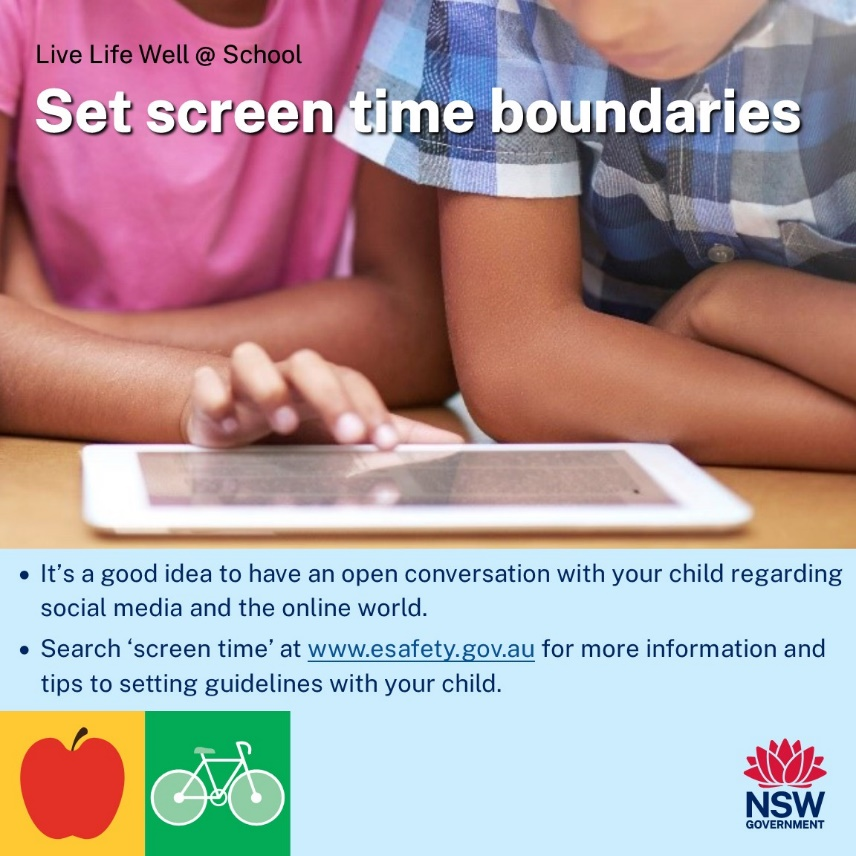 Live Life Well @ School
Set screen time boundaries
• It’s a good idea to have an open conversation with your child regarding
social media and the online world.
• Search ‘screen time’ at www.esafety.gov.au for more information and
tips to setting guidelines with your child.
NSW
GOVERNMENT